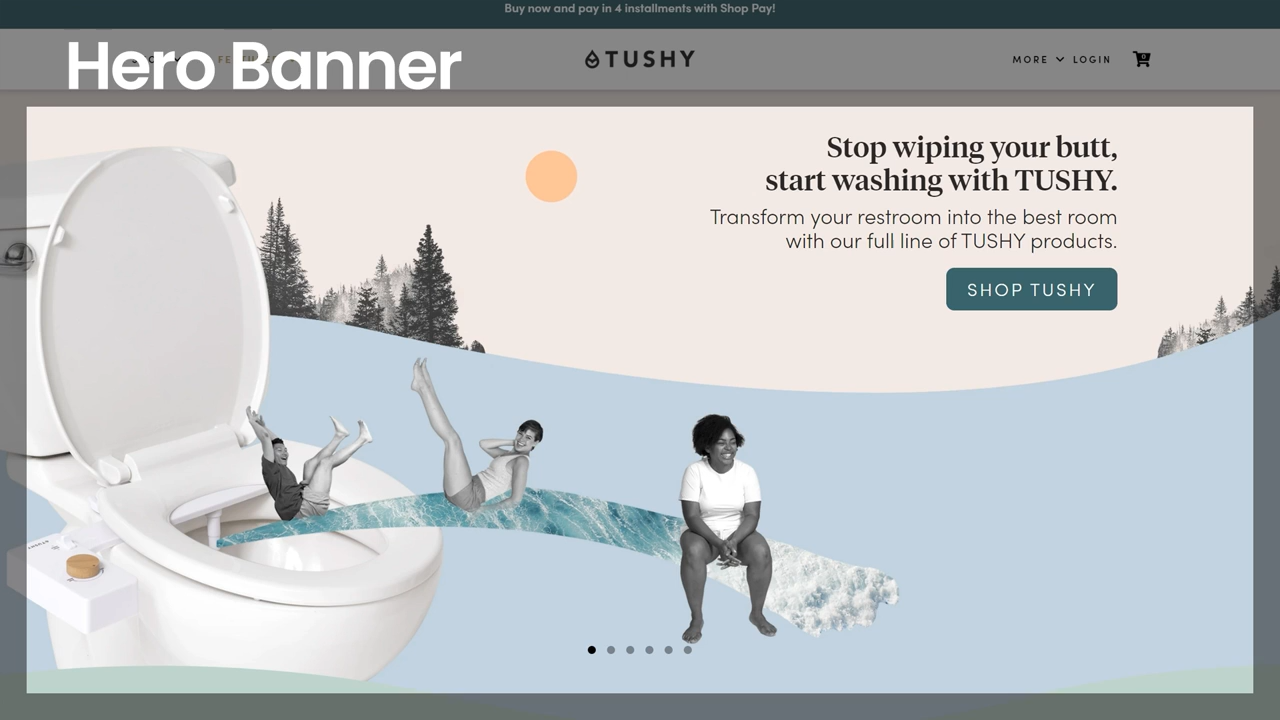 Buy now and pay in 4 installments with Shop Pay!
Hero Banner
TUSHY
MORE
LOGIN
0
Stop wiping your butt,
start washing with TUSHY.
Transform your restroom into the best room
with our full line of TUSHY products.
SHOP TUSHY